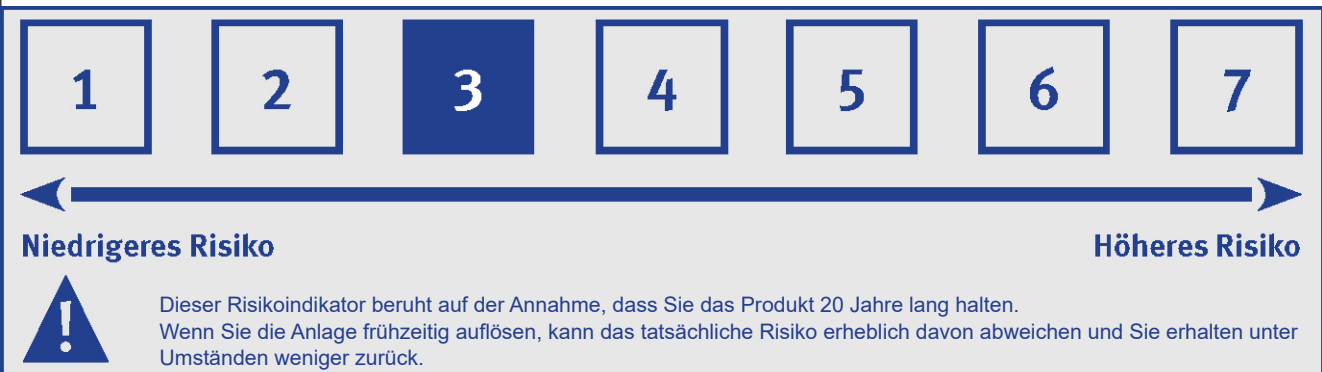 1 2 3 4 5 6 7
Niedrigeres Risiko Höheres Risiko
!
Dieser Risikoindikator beruht auf der Annahme, dass Sie das Produkt 20 Jahre lang halten.
Wenn Sie die Anlage frühzeitig auflösen, kann das tatsächliche Risiko erheblich davon abweichen und Sie erhalten unter
Umständen weniger zurück.